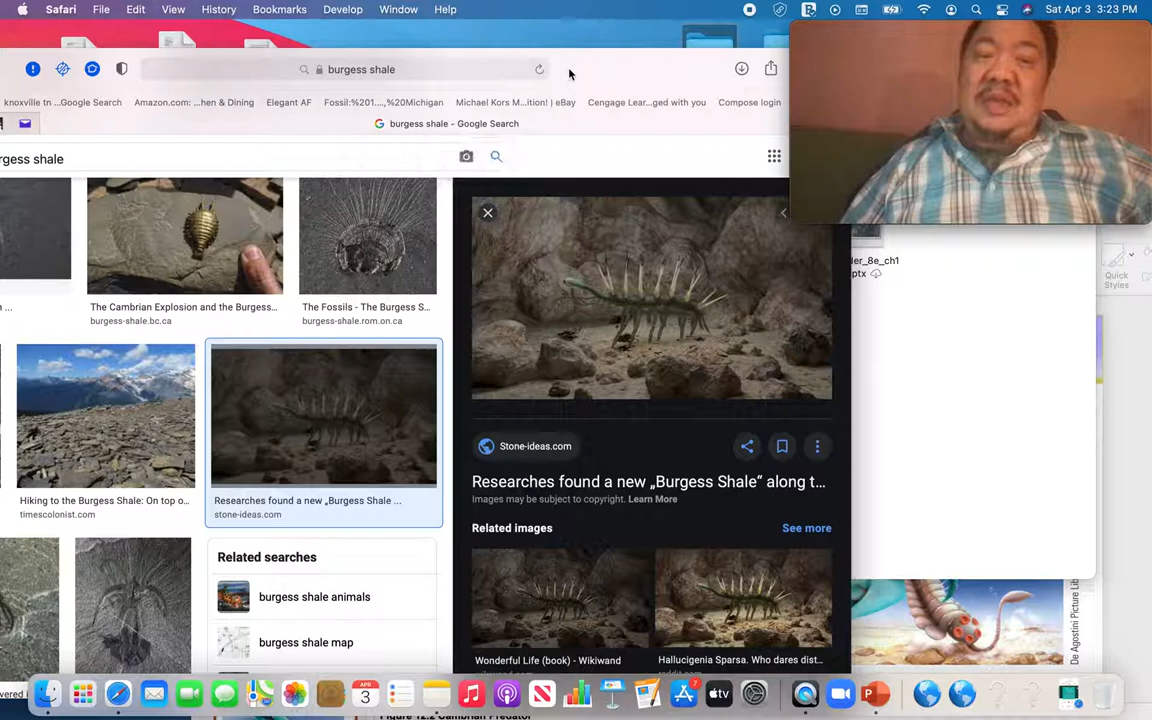 Safari File Edit View History Bookmarks Develop Window Help Sat Apr 3 3:23 PM
burgess shale
knoxville tn ...Google Search Amazon.com: ...hen & Dining Elegant AF Fossil:%201...,%20Michigan Michael Kors M...ition! | eBay Cengage Lear...ged with you Compose login
burgess shale - Google Search
rgess shale
The Cambrian Explosion and the Burgess...
burgess-shale.bc.ca
The Fossils - The Burgess S...
burgess-shale.rom.on.ca
Hiking to the Burgess Shale: On top o...
timescolonist.com
Researches found a new „Burgess Shale ...
stone-ideas.com
Related searches
burgess shale animals
burgess shale map
Stone-ideas.com
Researches found a new „Burgess Shale“ along t...
Images may be subject to copyright. Learn More
Related images
See more
Wonderful Life (book) - Wikiwand
Hallucigenia Sparsa. Who dares dist...
der_8e_ch1
ptx
Quick
Styles
De Agostini Picture Lib
APR
3
7
tv